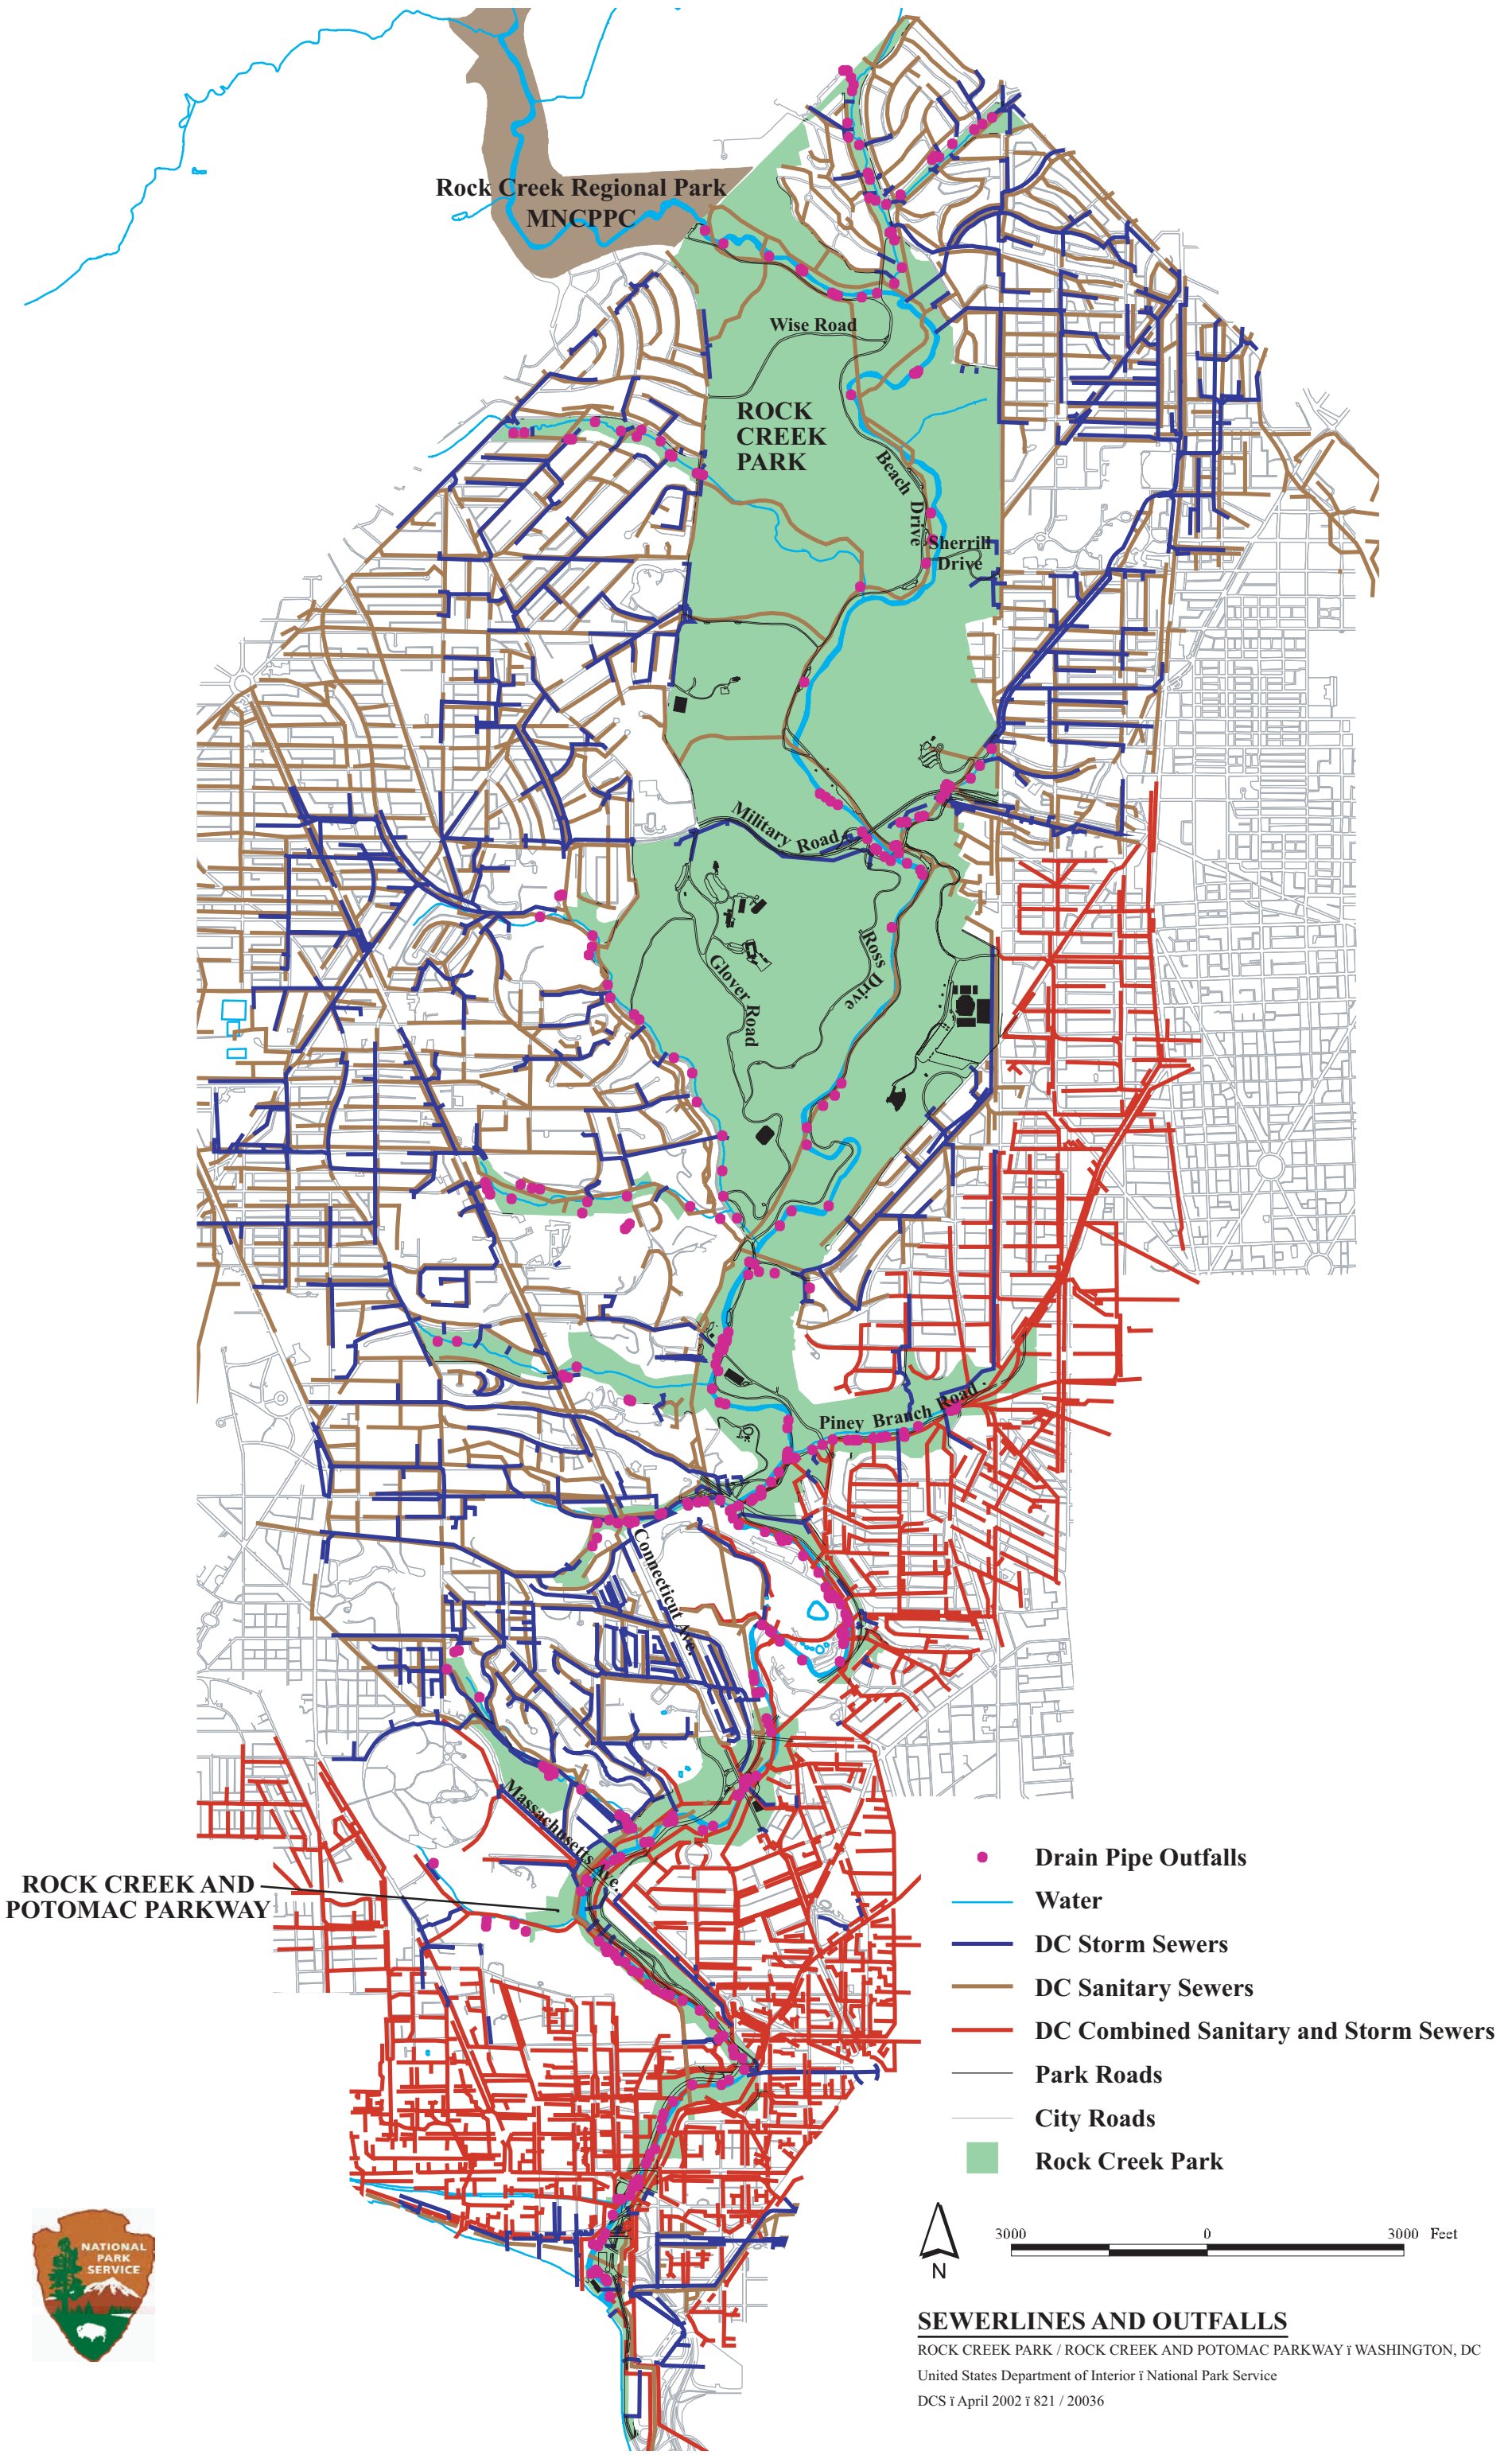 Rock Creek Regional Park
MNCPPC
Wise Road
ROCK
CREEK
PARK
Beach Drive
Sherrill
Drive
Military Road
Ross Drive
Glover Road
Piney Branch Road
Connecticut Ave.
Massachusetts Ave.
ROCK CREEK AND
POTOMAC PARKWAY
Drain Pipe Outfalls
Water
DC Storm Sewers
DC Sanitary Sewers
DC Combined Sanitary and Storm Sewers
Park Roads
City Roads
Rock Creek Park
N
3000 0 3000 Feet
NATIONAL
PARK
SERVICE
SEWERLINES AND OUTFALLS
ROCK CREEK PARK / ROCK CREEK AND POTOMAC PARKWAY ï WASHINGTON, DC
United States Department of Interior ï National Park Service
DCS ï April 2002 ï 821 / 20036